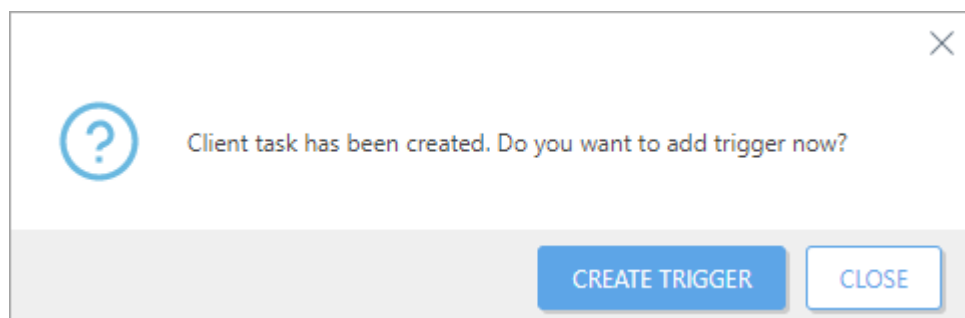 Client task has been created. Do you want to add trigger now?
CREATE TRIGGER
CLOSE